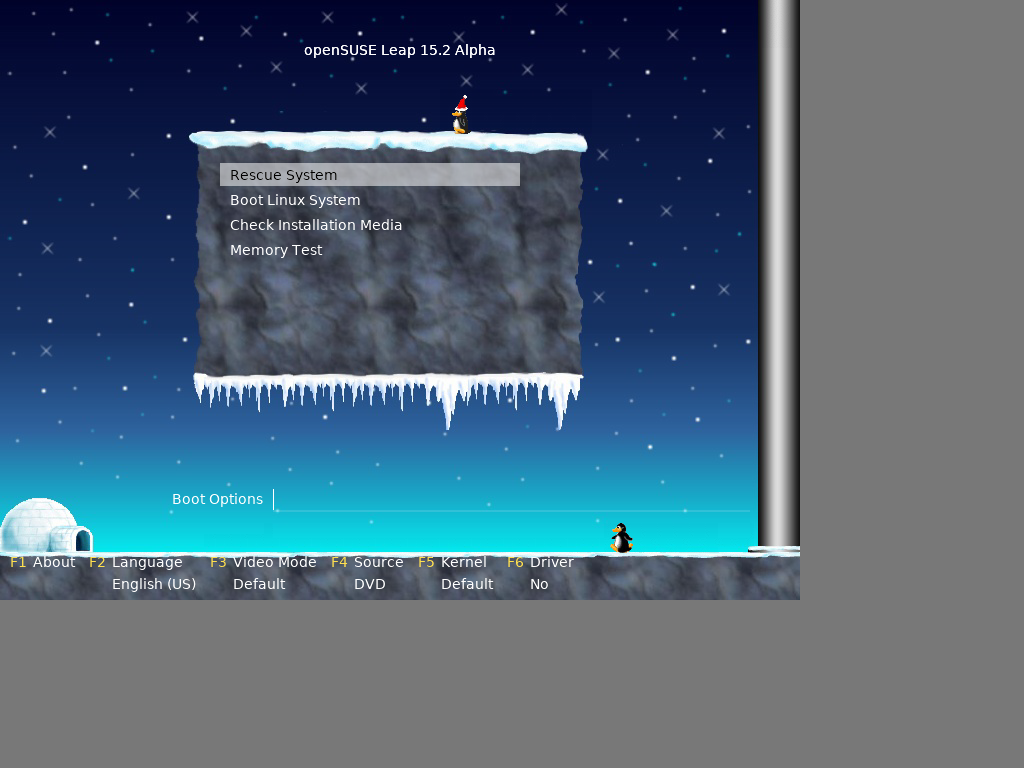 openSUSE Leap 15.2 Alpha
Rescue System
Boot Linux System
Check Installation Media
Memory Test
Boot Options
F1 About F2 Language F3 Video Mode F4 Source F5 Kernel F6 Driver
English (US) Default DVD Default No